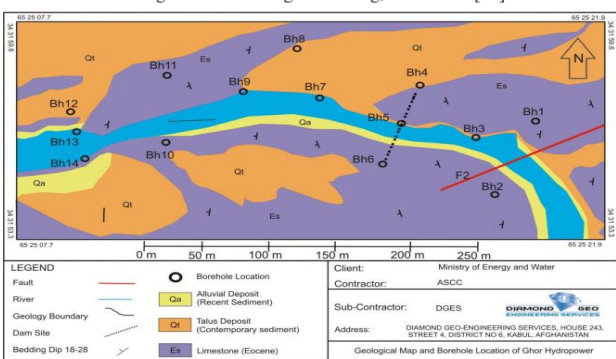 65 25 07.7
65 25 21.9
34 31 59.6
34 31 59.6
Qt
Bh8
Qt
N
Bh11
Es
Bh9
Bh7
Bh4
Bh12
Bh5
Bh1
Qa
Bh3
Bh13
Bh10
Bh6
Bh14
F2
Bh2
Qa
Qt
Qt
Es
34 31 53.3
34 31 53.3
0 m 50 m 80 m 150 m 200 m 250 m
65 25 07.7
65 25 21.9
LEGEND
Fault
River
Geology Boundary
Dam Site
Bedding Dip 18-28
Borehole Location
Qa Alluvial Deposit
(Recent Sediment)
Qt Talus Deposit
(Contemporary sediment)
Es Limestone (Eocene)
Client: Ministry of Energy and Water
Contractor: ASCC
Sub-Contractor: DGES
DIAMOND GEO
ENGINEERING SERVICES
Address: DIAMOND GEO-ENGINEERING SERVICES, HOUSE 243,
STREET 4, DISTRICT NO 6, KABUL, AFGHANISTAN
Geological Map and Borehole Location of Ghor Hydropower